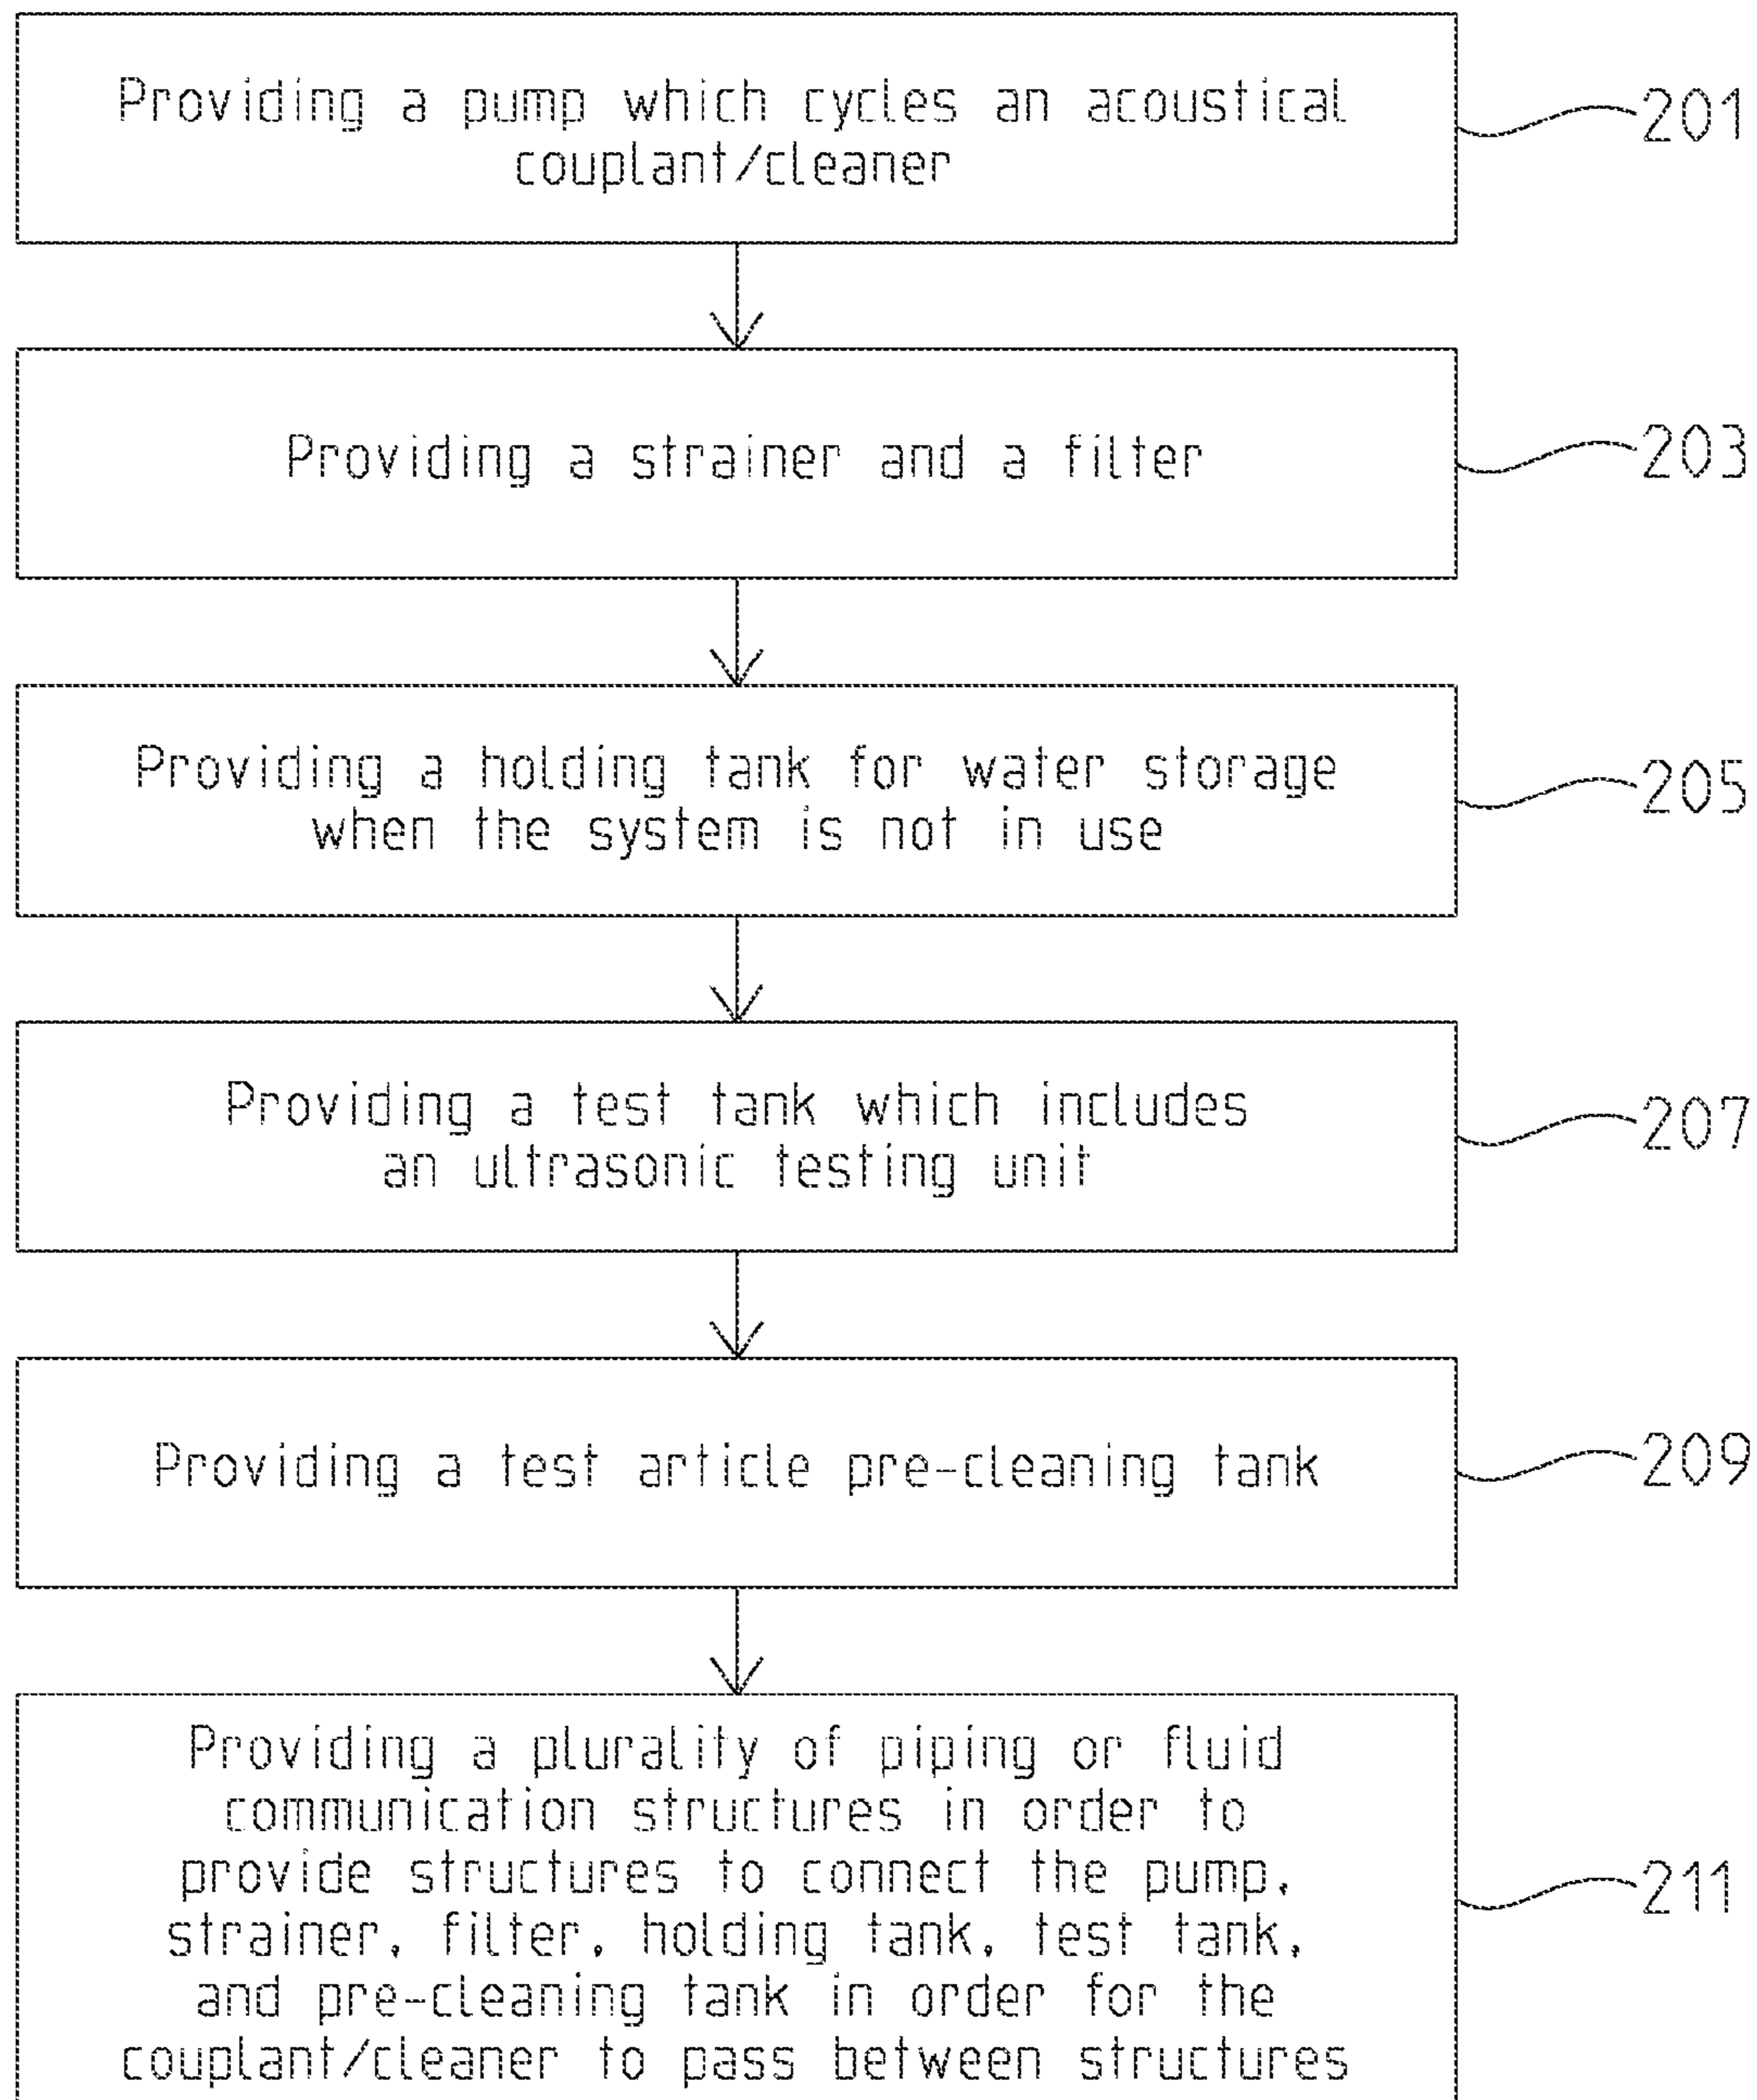 Providing a pump which cycles an acoustical
couplant/cleaner
201
Providing a strainer and a filter
203
Providing a holding tank for water storage
when the system is not in use
205
Providing a test tank which includes
an ultrasonic testing unit
207
Providing a test article pre-cleaning tank
209
Providing a plurality of piping or fluid
communication structures in order to
provide structures to connect the pump,
strainer, filter, holding tank, test tank,
and pre-cleaning tank in order for the
couplant/cleaner to pass between structures
211